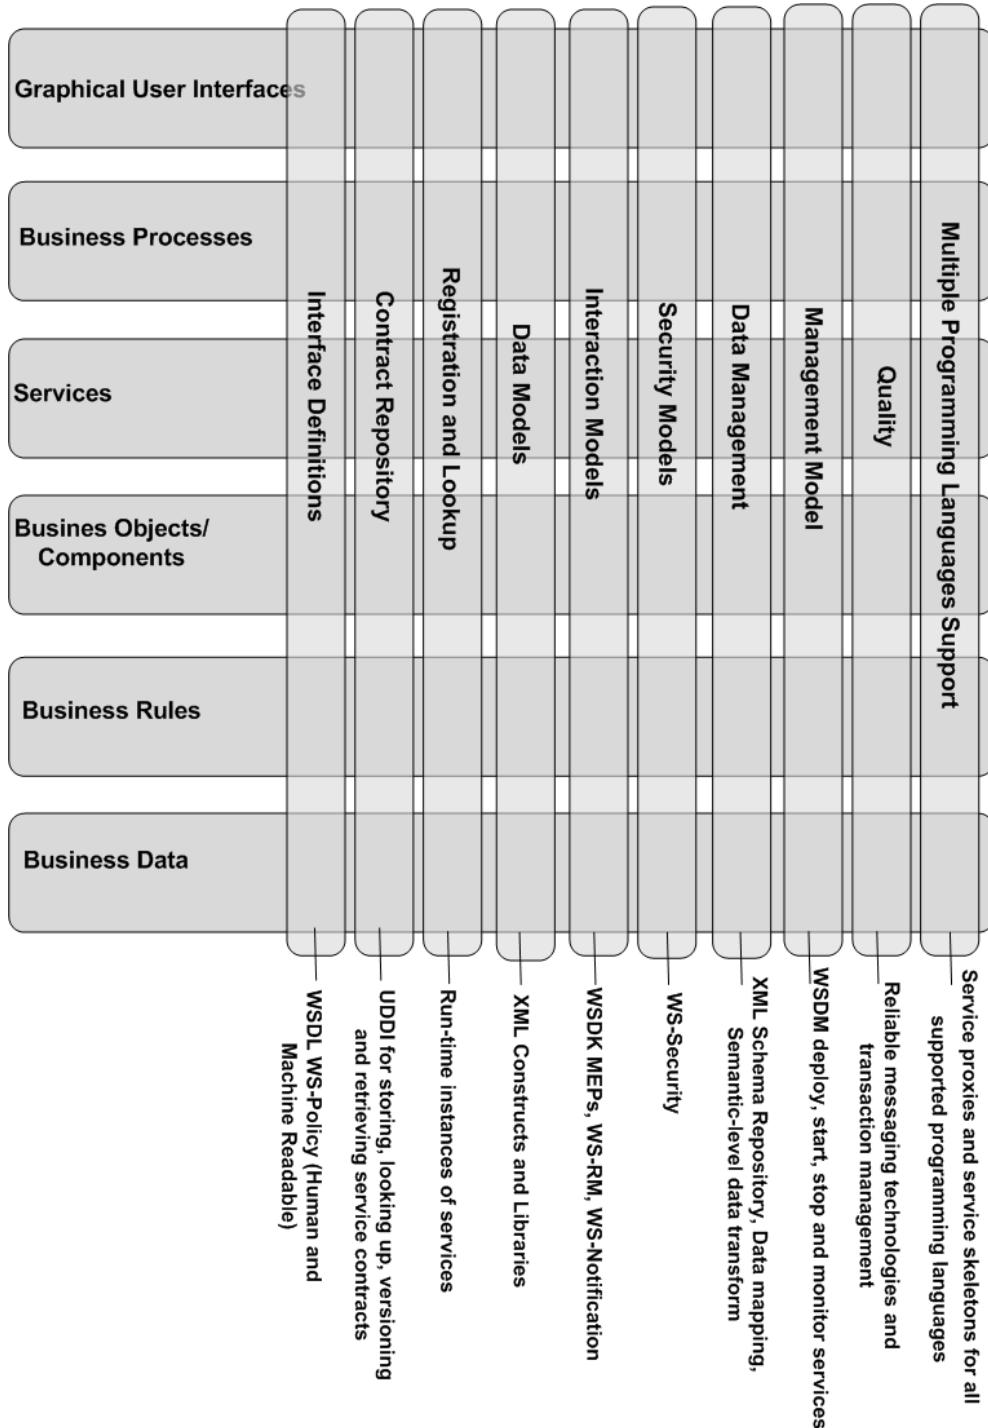 Graphical User Interfaces
Business Processes
Services
Busines Objects/
Components
Business Rules
Business Data
Interface Definitions
Contract Repository
Registration and Lookup
Data Models
Interaction Models
Security Models
Data Management
Management Model
Quality
Multiple Programming Languages Support
WSDL WS-Policy (Human and
Machine Readable)
UDDI for storing, looking up, versioning
and retrieving service contracts
Run-time instances of services
XML Constructs and Libraries
WSDK MEPs, WS-RM, WS-Notification
WS-Security
XML Schema Repository, Data mapping,
Semantic-level data transform
WSDM deploy, start, stop and monitor services
Reliable messaging technologies and
transaction management
Service proxies and service skeletons for all
supported programming languages